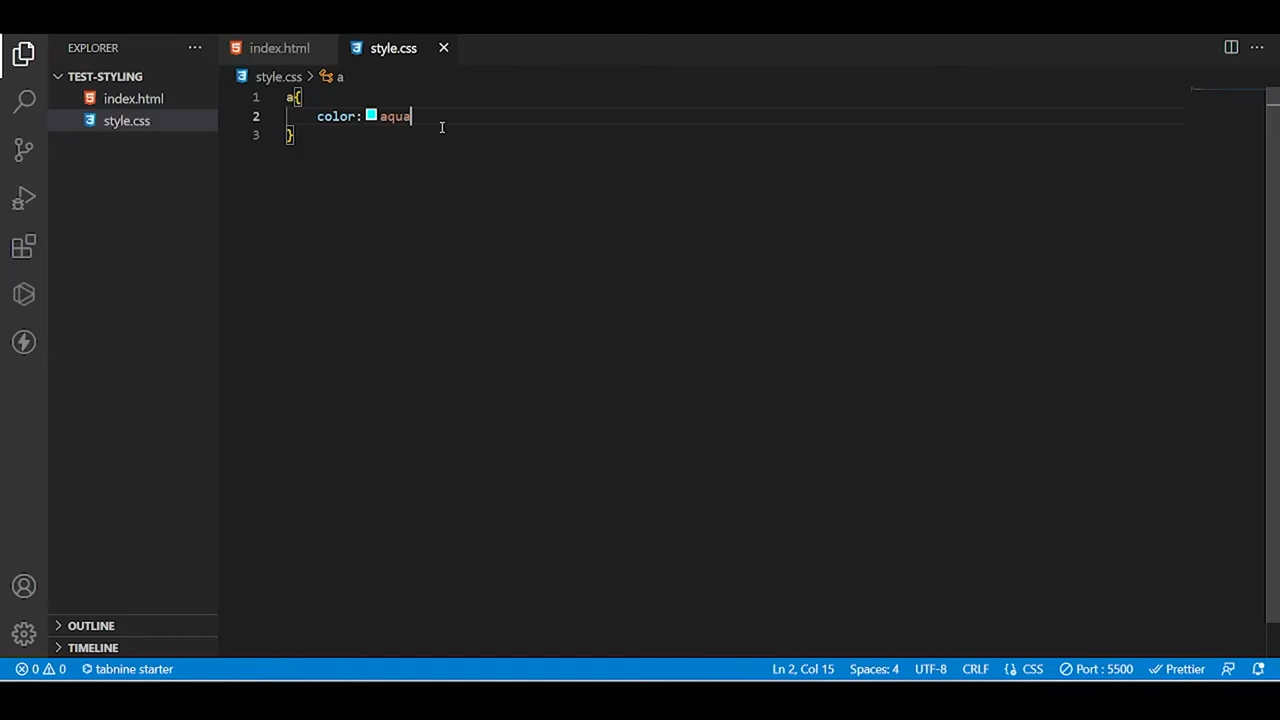 EXPLORER
index.html
style.css
TEST-STYLING
style.css > a
index.html
style.css
1 a{
2 color: aqua
3 }
OUTLINE
TIMELINE
0 0 tabnine starter
Ln 2, Col 15 Spaces: 4 UTF-8 CRLF {} CSS Port : 5500 Prettier